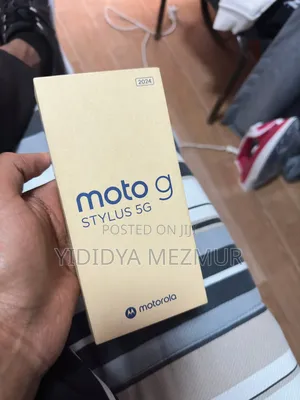 2024
moto g
STYLUS 5G
POSTED ON JIJI
YIDIDYA MEZMUR
motorola